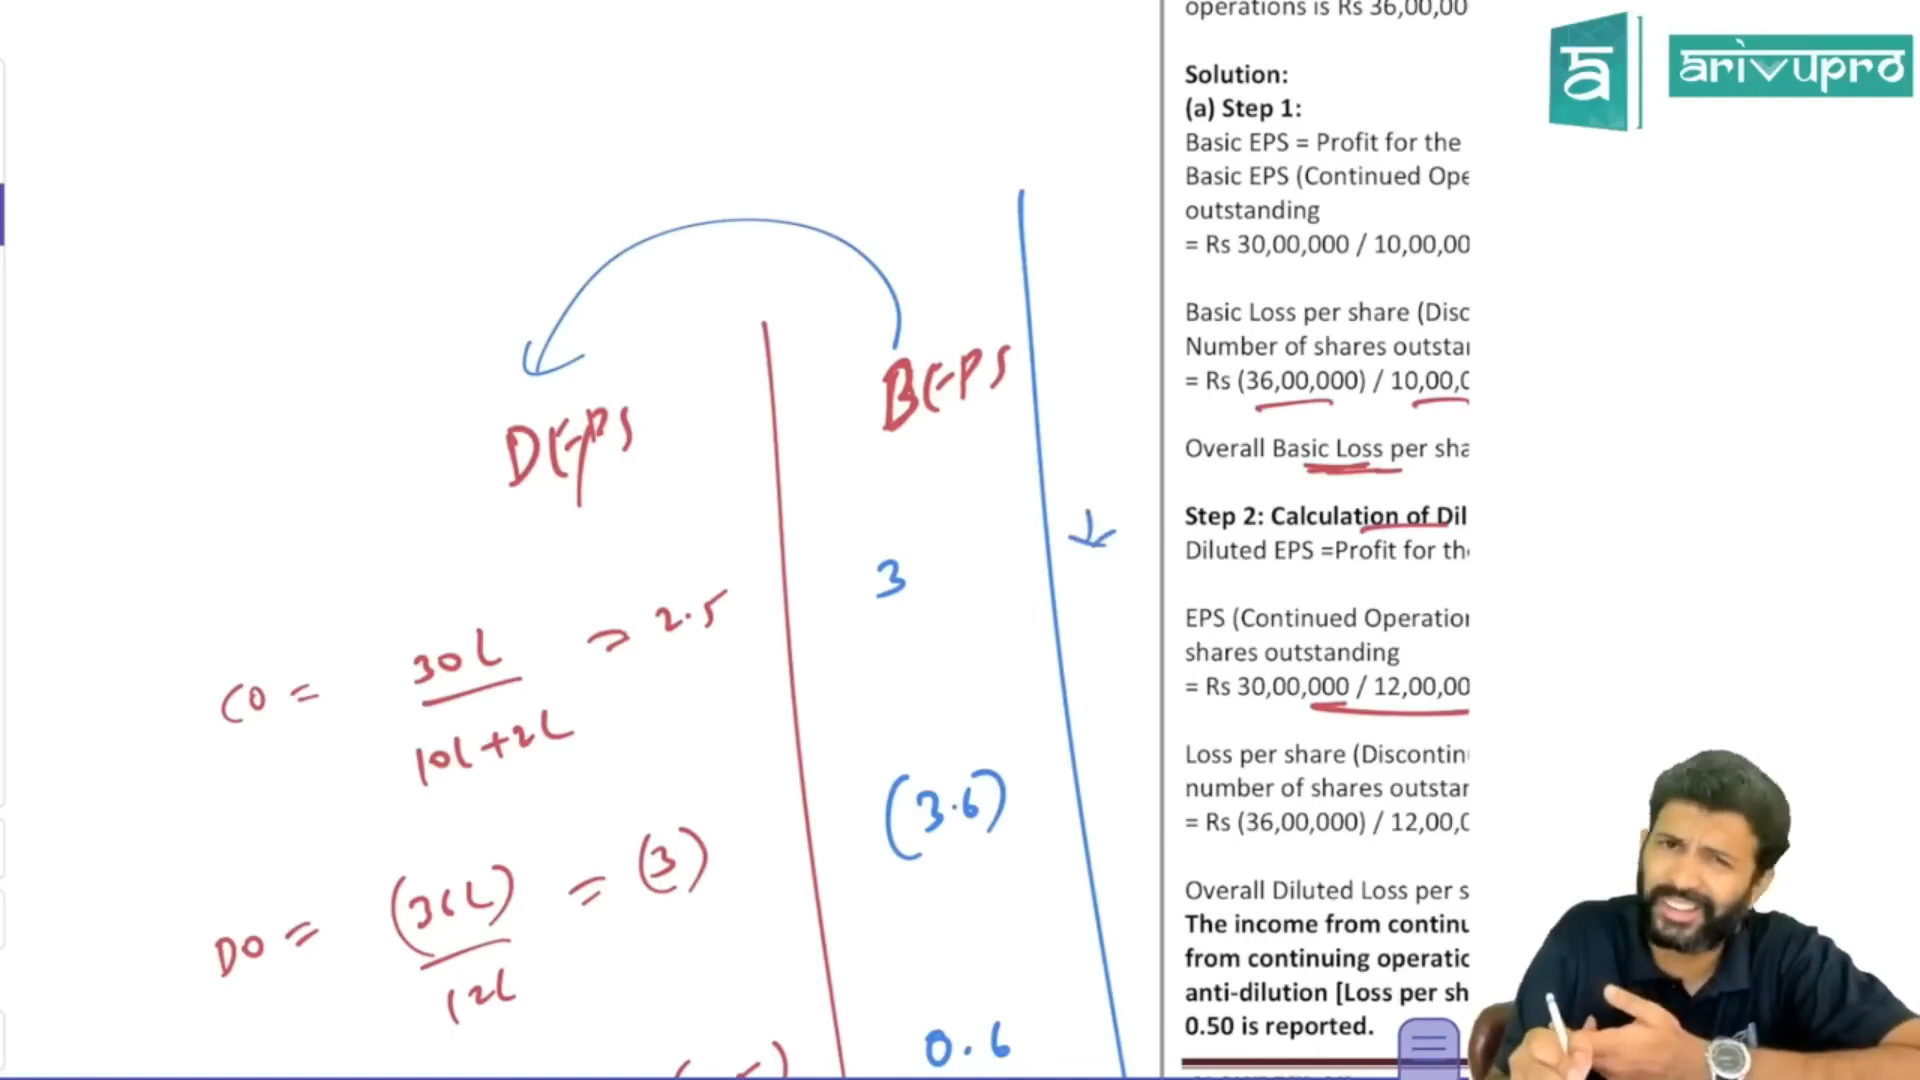 operations is Rs 36,00,00
Solution:
(a) Step 1:
Basic EPS = Profit for the
Basic EPS (Continued Ope
outstanding
= Rs 30,00,000 / 10,00,00
Basic Loss per share (Disc
Number of shares outstai
= Rs (36,00,000) / 10,00,0
Overall Basic Loss per sha
Step 2: Calculation of Dil
Diluted EPS =Profit for th
EPS (Continued Operation
shares outstanding
= Rs 30,00,000 / 12,00,00
Loss per share (Discontin
number of shares outstar
= Rs (36,00,000) / 12,00,0
Overall Diluted Loss per s
The income from continu
from continuing operatic
anti-dilution [Loss per sh
0.50 is reported.
arivupro
DEPS
BEPS
3
CO = 30L / 10L+2L => 2.5
(3.6)
DO = (36L) / 12L = (3)
0.6